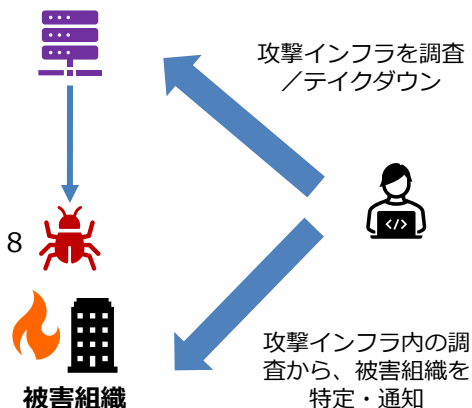 攻撃インフラを調査
／テイクダウン
</>
8
攻撃インフラ内の調
査から、被害組織を
特定・通知
被害組織